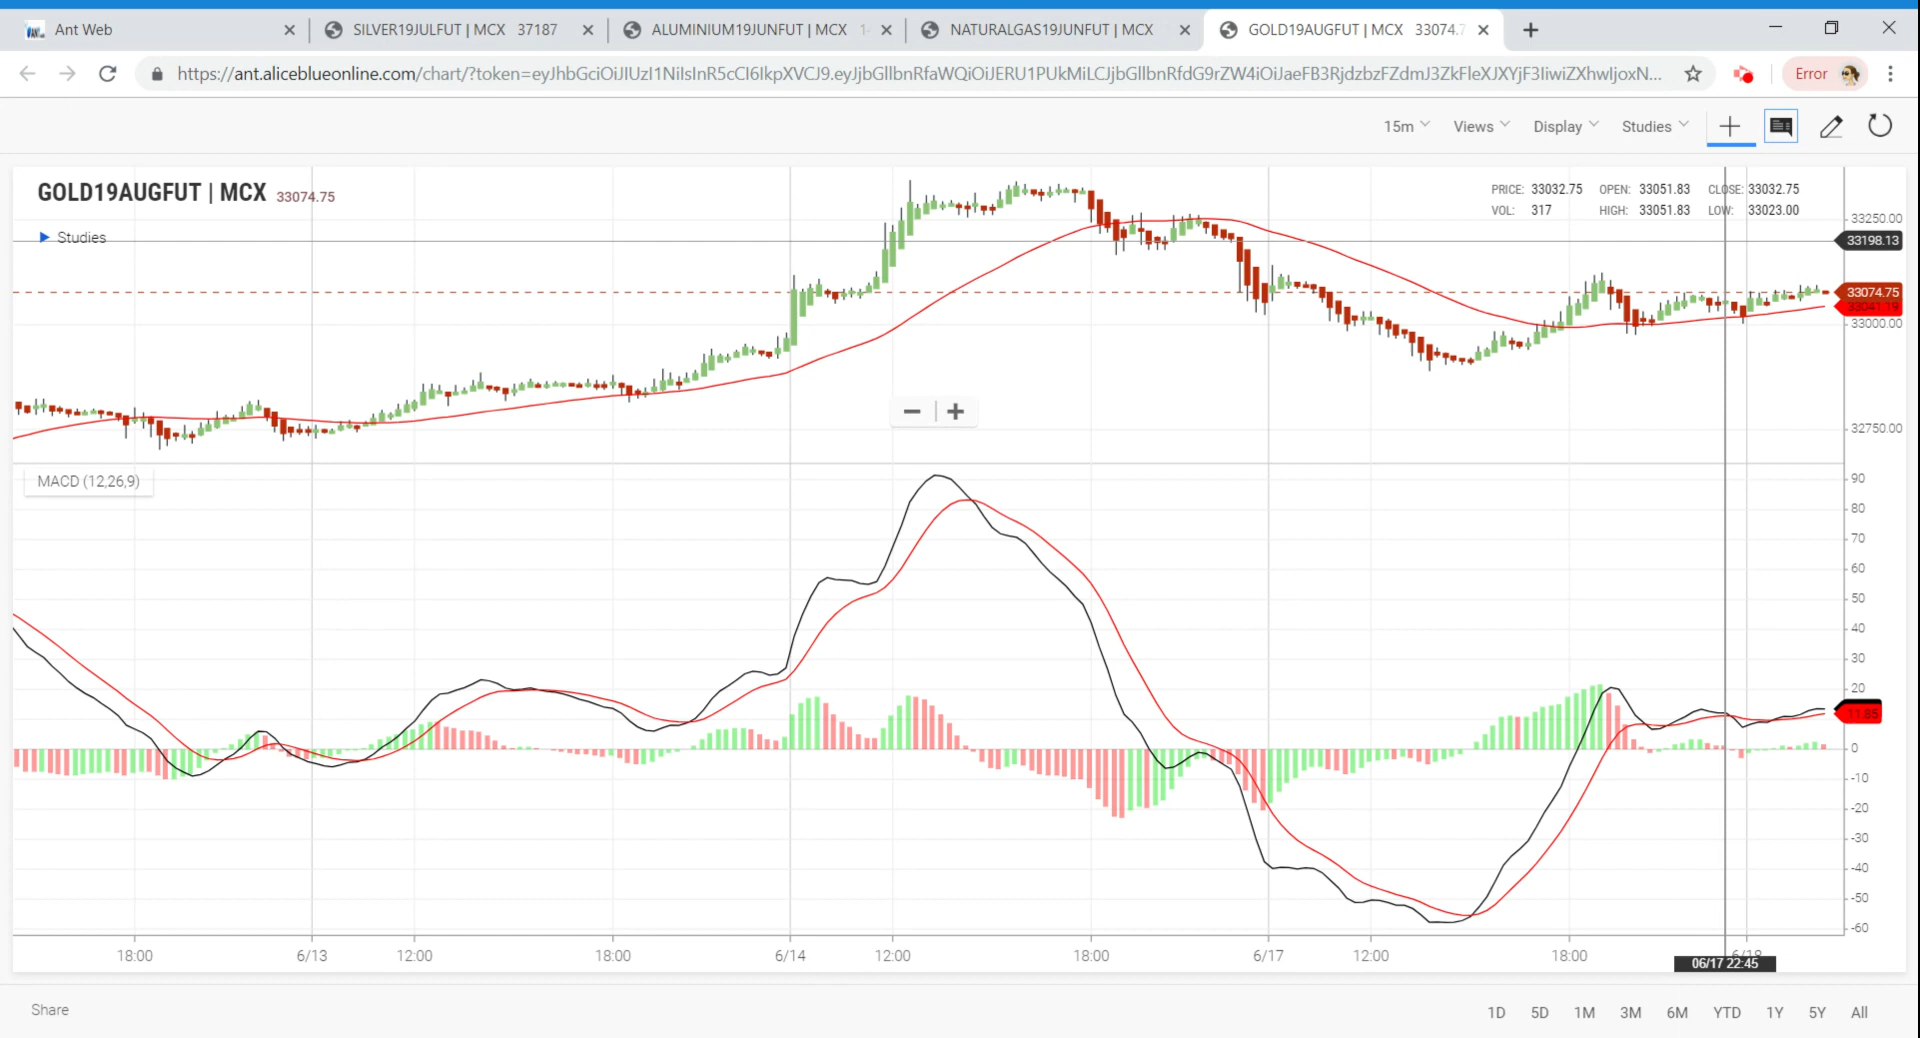 Ant Web
SILVER19JULFUT | MCX 37187
ALUMINIUM19JUNFUT | MCX
NATURALGAS19JUNFUT | MCX
GOLD19AUGFUT | MCX 33074.7
Error
15m Views Display Studies
GOLD19AUGFUT | MCX 33074.75
Studies
PRICE: 33032.75 OPEN: 33051.83 CLOSE: 33032.75
VOL: 317 HIGH: 33051.83 LOW: 33023.00
33250.00
33198.13
33074.75
33041.19
33000.00
32750.00
MACD (12,26,9)
90
80
70
60
50
40
30
20
11.85
0
-10
-20
-30
-40
-50
-60
18:00 6/13 12:00 18:00 6/14 12:00 18:00 6/17 12:00 18:00
06/17 22:45
Share
1D 5D 1M 3M 6M YTD 1Y 5Y All